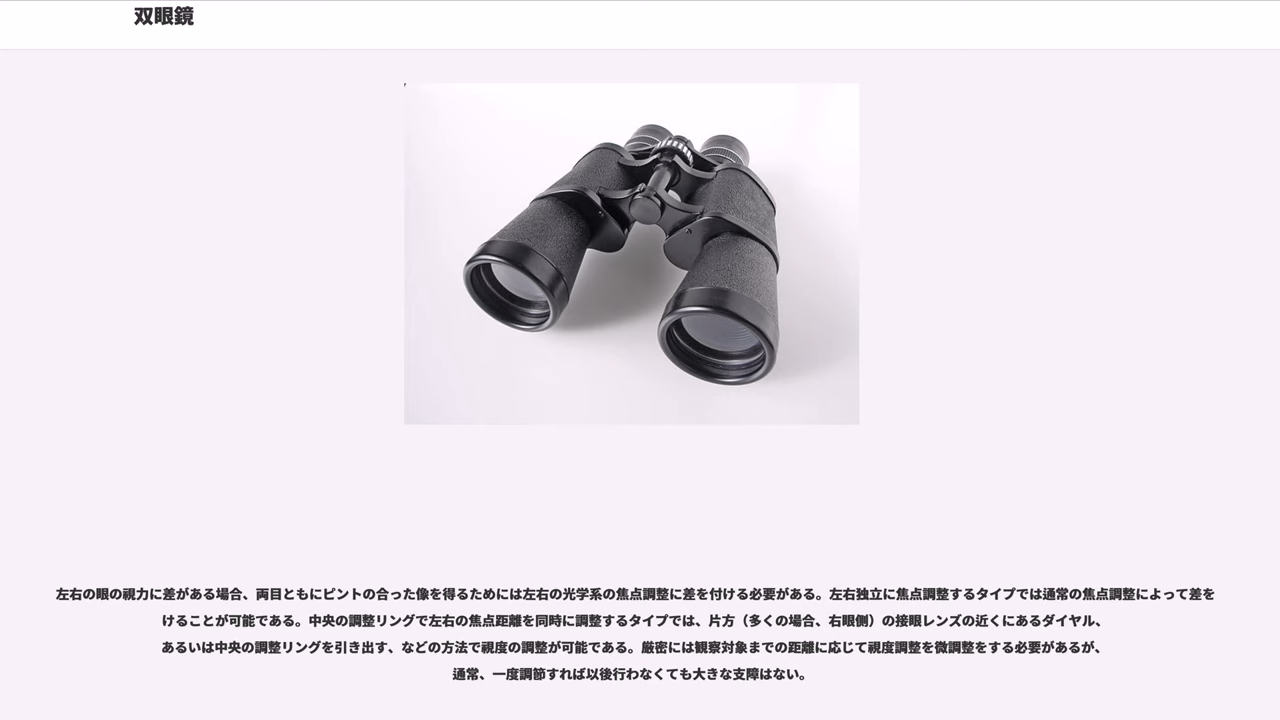 双眼鏡
左右の眼の視力に差がある場合、両目ともにピントの合った像を得るためには左右の光学系の焦点調整に差を付ける必要がある。左右独立に焦点調整するタイプでは通常の焦点調整によって差を
けることが可能である。中央の調整リングで左右の焦点距離を同時に調整するタイプでは、片方（多くの場合、右眼側）の接眼レンズの近くにあるダイヤル、
あるいは中央の調整リングを引き出す、などの方法で視度の調整が可能である。厳密には観察対象までの距離に応じて視度調整を微調整をする必要があるが、
通常、一度調節すれば以後行わなくても大きな支障はない。